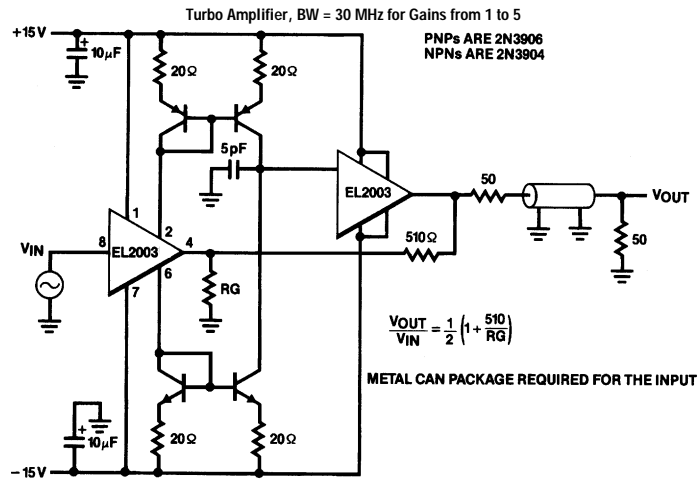 Turbo Amplifier, BW = 30 MHz for Gains from 1 to 5
+15V
+
10µF
20Ω
20Ω
PNPs ARE 2N3906
NPNs ARE 2N3904
5pF
EL2003
50
VOUT
50
VIN
8
EL2003
1
2
4
6
7
510Ω
RG
VOUT/VIN = 1/2 (1 + 510/RG)
METAL CAN PACKAGE REQUIRED FOR THE INPUT
+
10µF
20Ω
20Ω
−15V